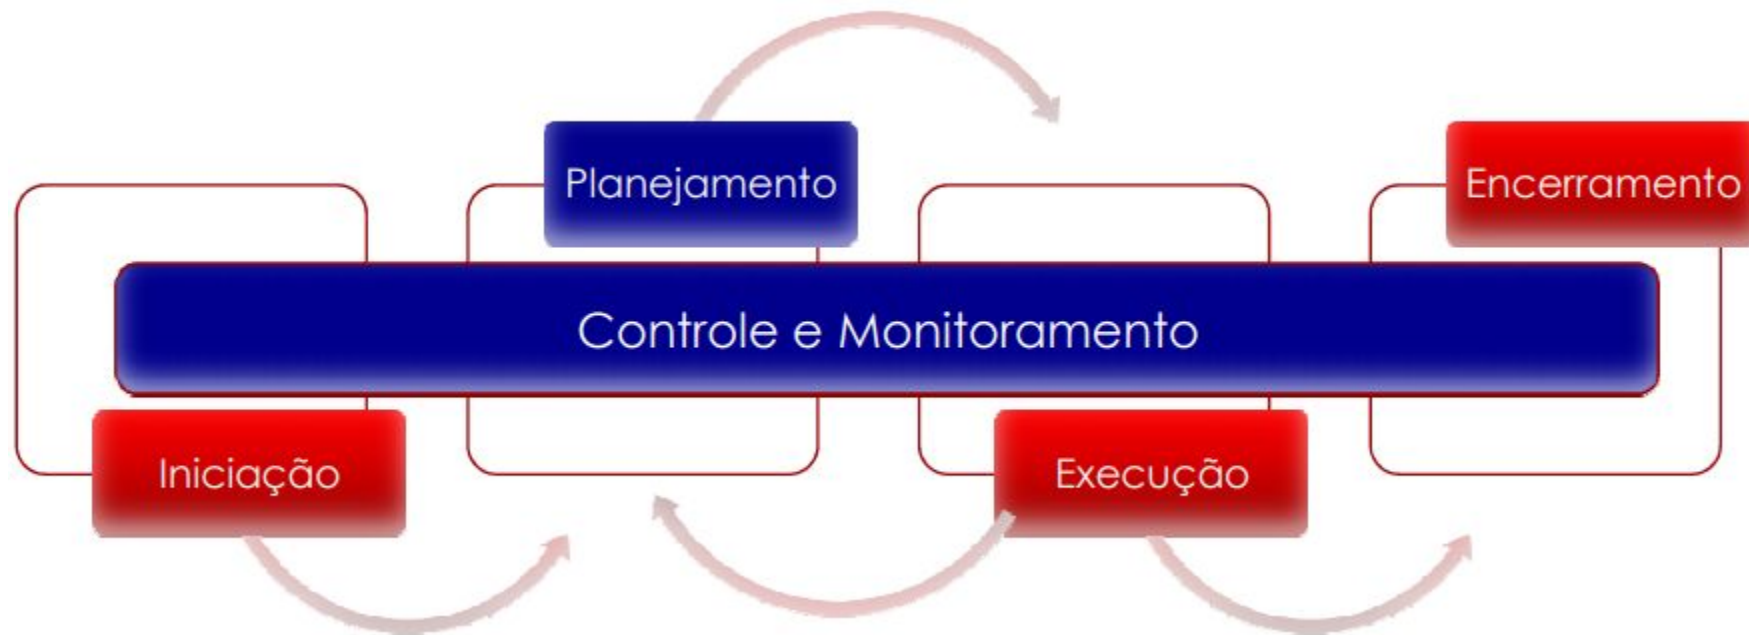 Planejamento
Encerramento
Controle e Monitoramento
Iniciação
Execução